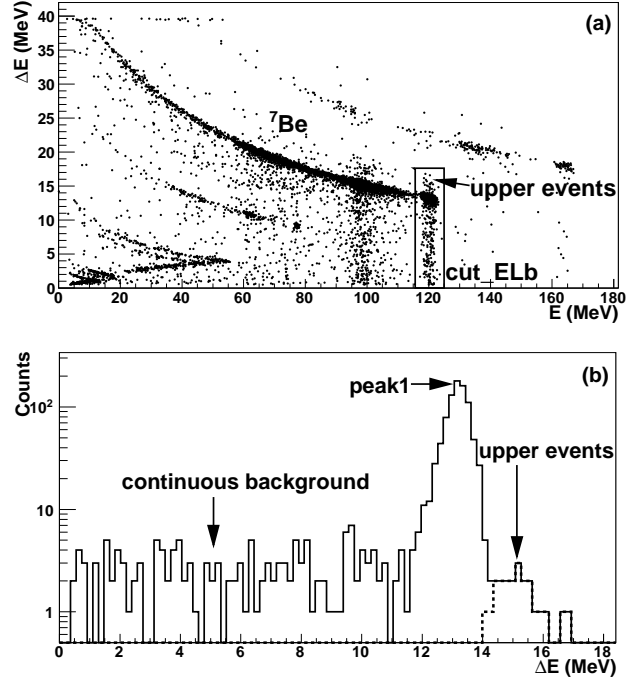 ΔE (MeV)
40
35
30
25
20
15
10
5
0
(a)
⁷Be
upper events
cut_ELb
0 20 40 60 80 100 120 140 160 180
E (MeV)
Counts
10²
10
1
(b)
peak1
upper events
continuous background
0 2 4 6 8 10 12 14 16 18
ΔE (MeV)